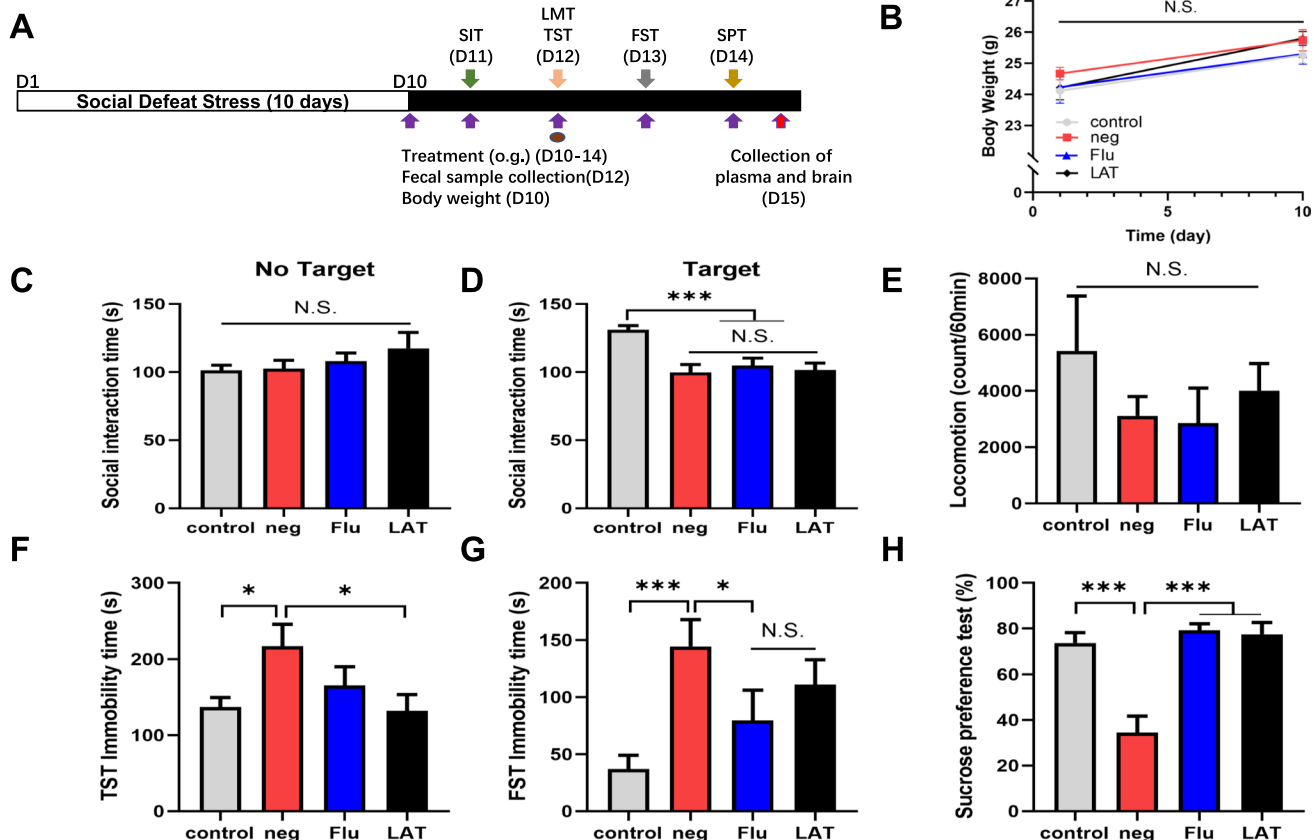 A
LMT
SIT TST FST SPT
(D11) (D12) (D13) (D14)
D1 D10
Social Defeat Stress (10 days)
Treatment (o.g.) (D10-14)
Fecal sample collection(D12)
Body weight (D10)
Collection of
plasma and brain
(D15)
B
N.S.
Body Weight (g)
27
26
25
24
23
0
control
neg
Flu
LAT
0 5 10
Time (day)
C
No Target
N.S.
Social interaction time (s)
150
100
50
0
control neg Flu LAT
D
Target
***
N.S.
Social interaction time (s)
150
100
50
0
control neg Flu LAT
E
N.S.
Locomotion (count/60min)
8000
6000
4000
2000
0
control neg Flu LAT
F
* *
TST Immobility time (s)
300
200
100
0
control neg Flu LAT
G
*** *
N.S.
FST Immobility time (s)
200
150
100
50
0
control neg Flu LAT
H
*** ***
Sucrose preference test (%)
100
80
60
40
20
0
control neg Flu LAT